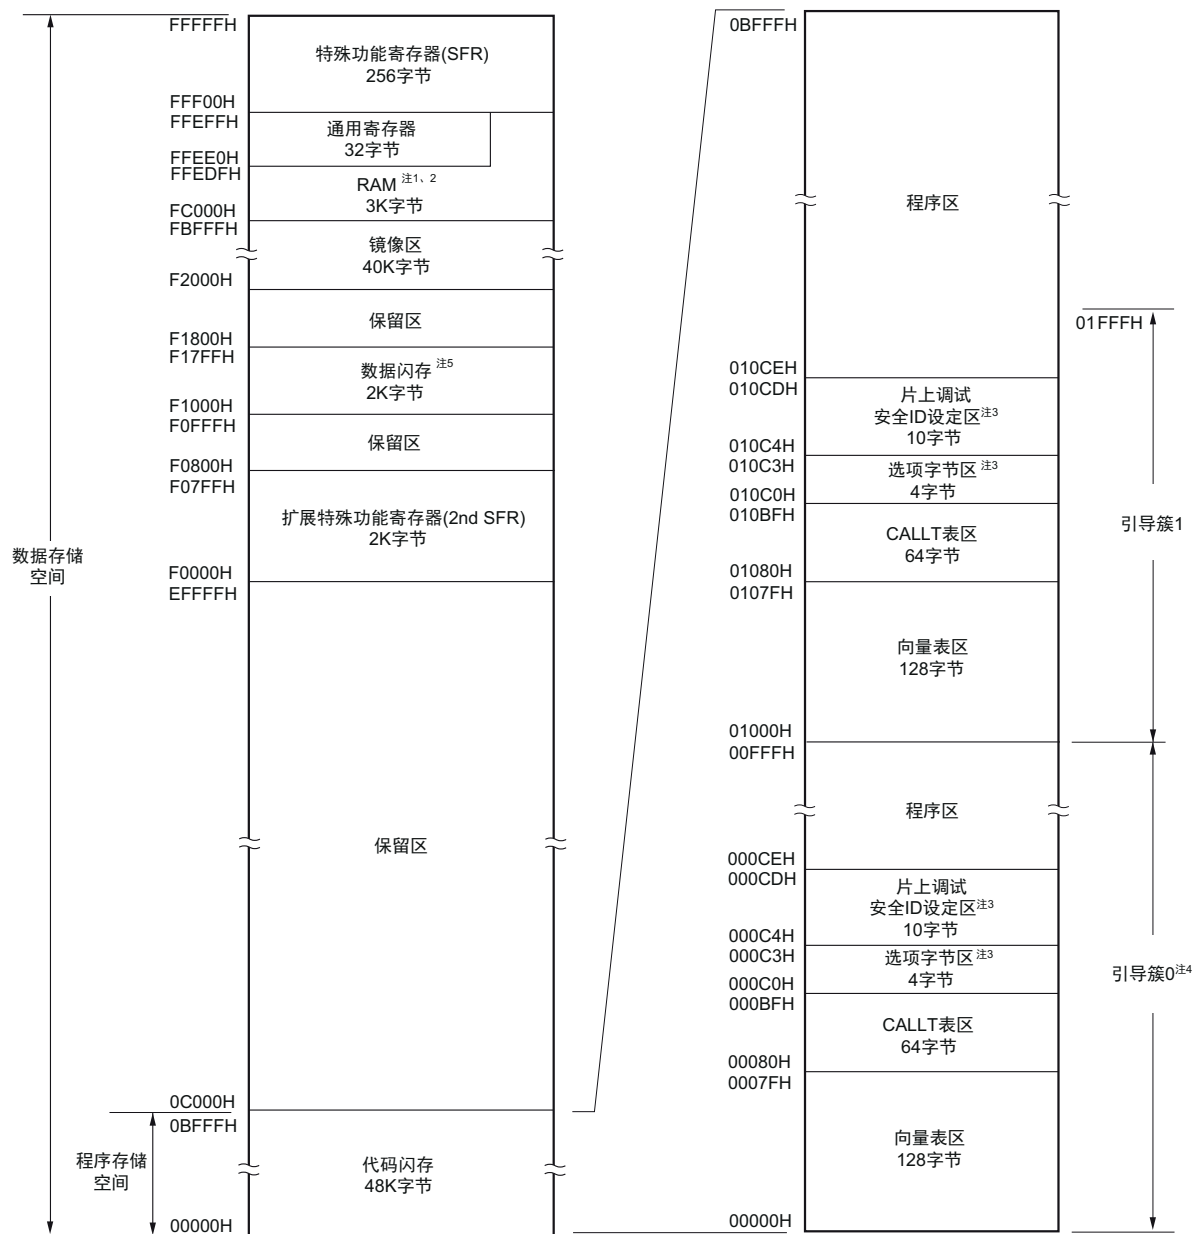 FFFFFH
特殊功能寄存器(SFR)
256字节
FFF00H
FFEFFH
通用寄存器
32字节
FFEE0H
FFEDFH
RAM 注1、2
3K字节
FC000H
FBFFFH
镜像区
40K字节
F2000H
保留区
F1800H
F17FFH
数据闪存 注5
2K字节
F1000H
F0FFFH
保留区
F0800H
F07FFH
扩展特殊功能寄存器(2nd SFR)
2K字节
F0000H
EFFFFH
数据存储
空间
保留区
0C000H
0BFFFH
程序存储
空间
代码闪存
48K字节
00000H
0BFFFH
程序区
01FFFH
010CEH
010CDH
片上调试
安全ID设定区注3
10字节
010C4H
010C3H
选项字节区 注3
4字节
010C0H
010BFH
CALLT表区
64字节
引导簇1
01080H
0107FH
向量表区
128字节
01000H
00FFFH
程序区
000CEH
000CDH
片上调试
安全ID设定区注3
10字节
000C4H
000C3H
选项字节区 注3
4字节
000C0H
000BFH
引导簇0注4
CALLT表区
64字节
00080H
0007FH
向量表区
128字节
00000H